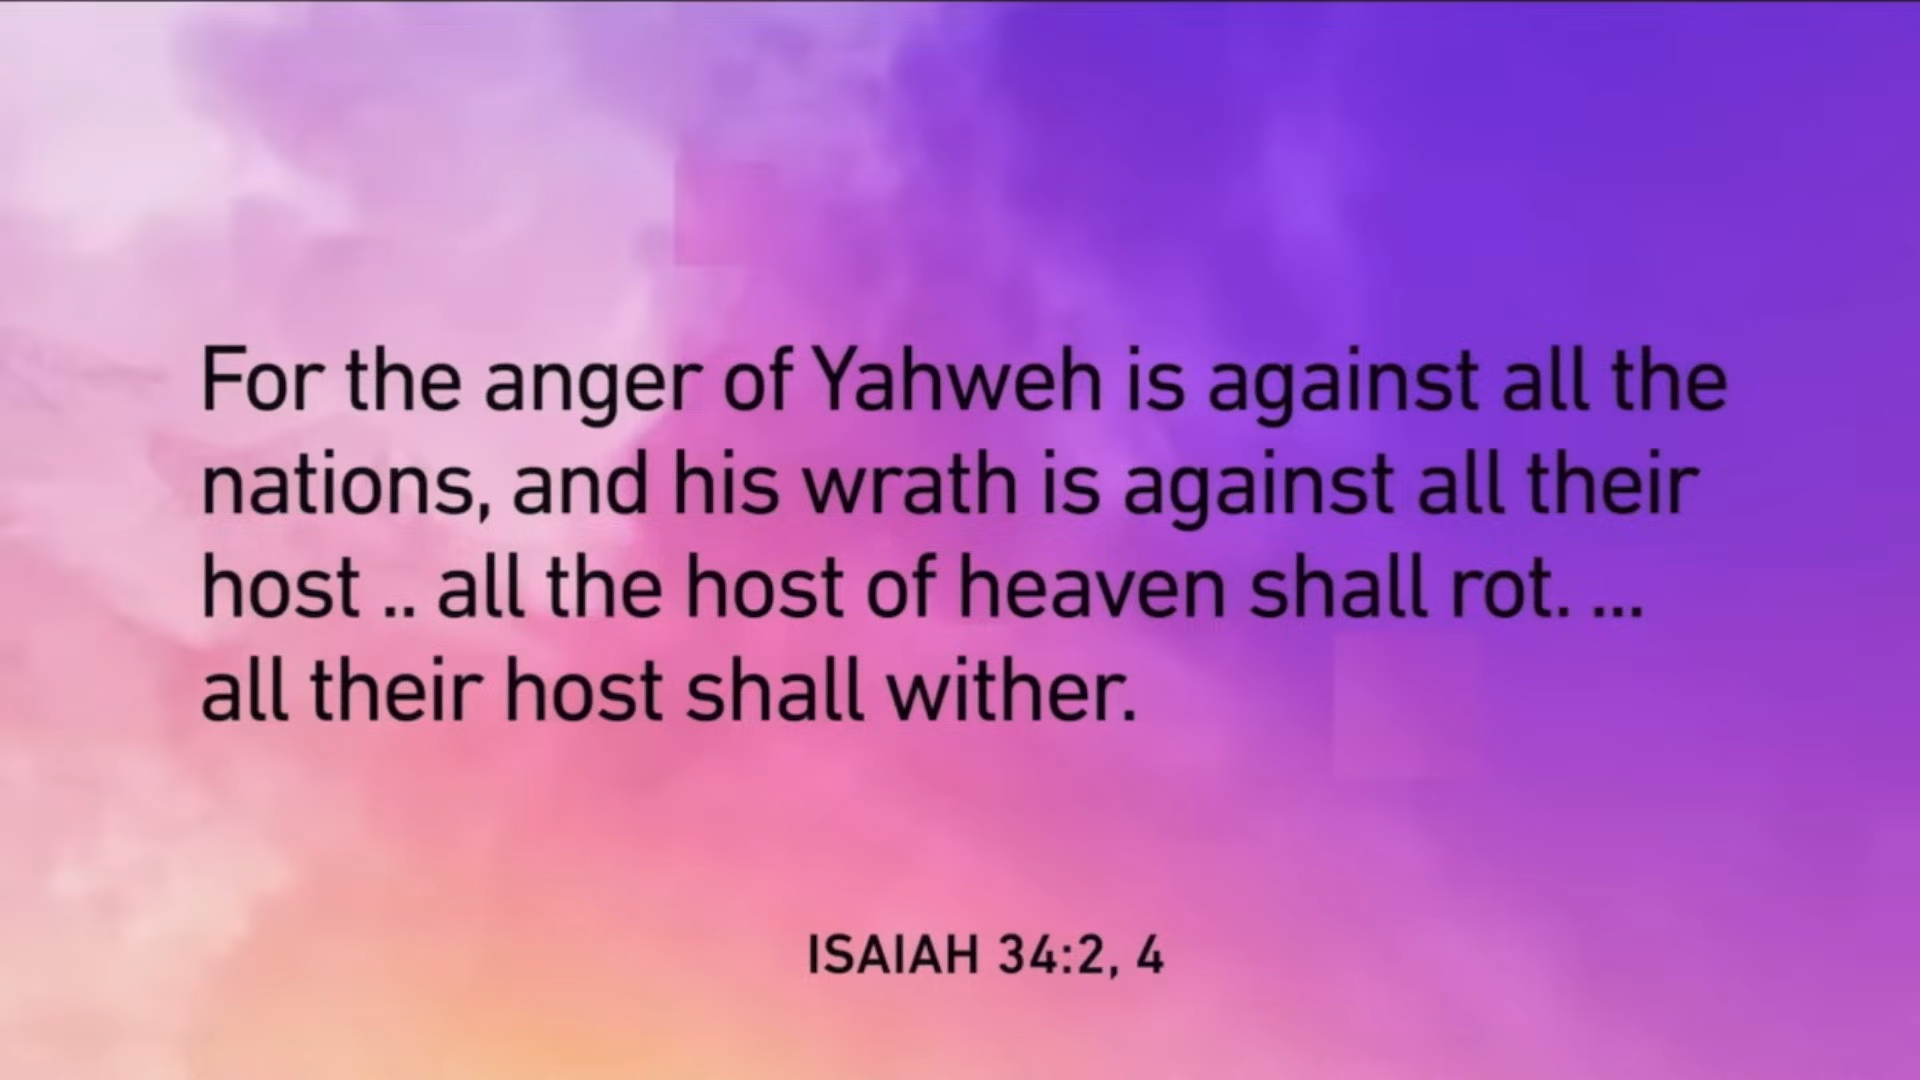 For the anger of Yahweh is against all the
nations, and his wrath is against all their
host .. all the host of heaven shall rot. ...
all their host shall wither.
ISAIAH 34:2, 4